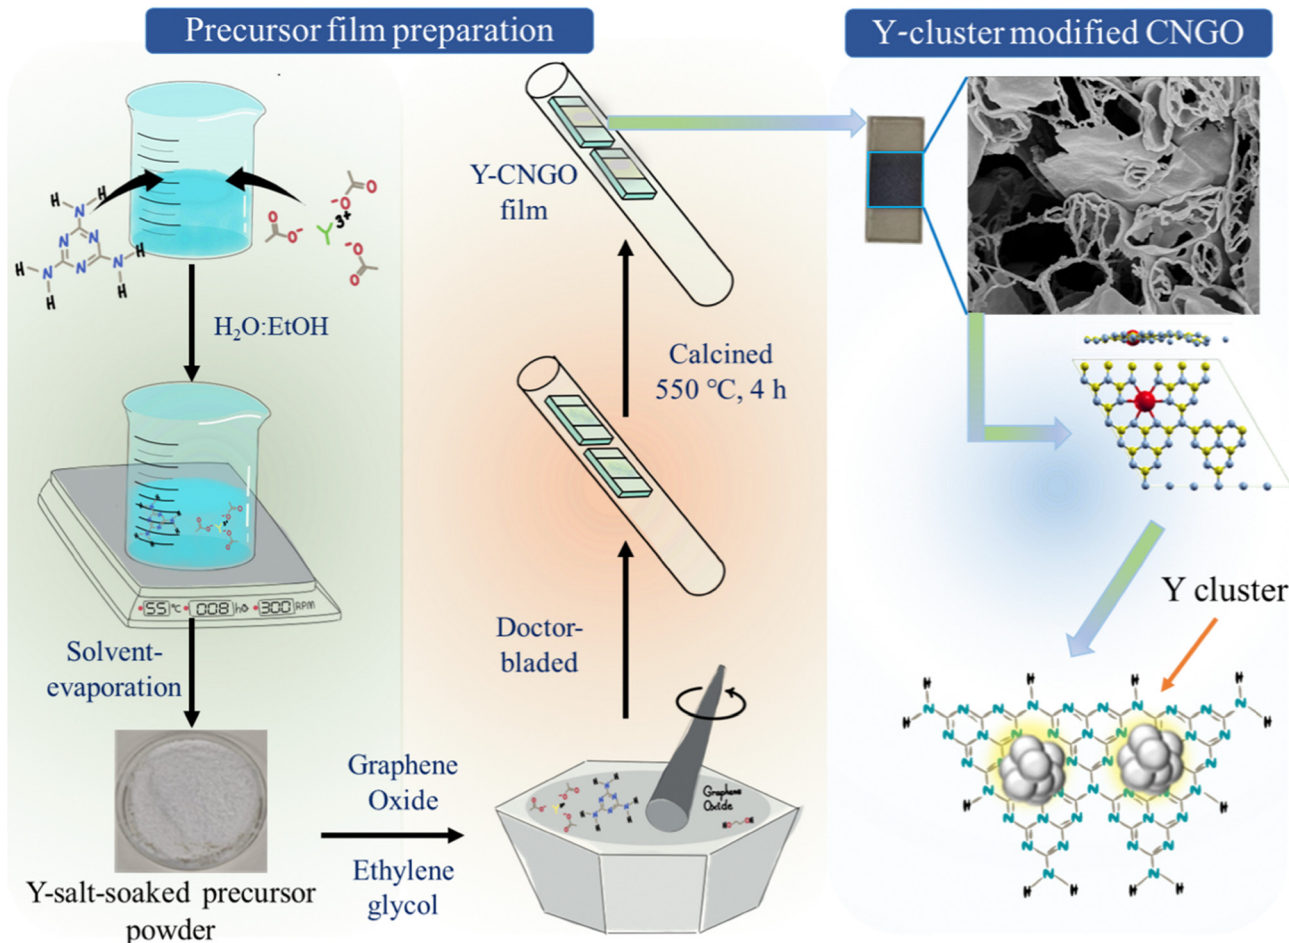 Precursor film preparation
Y-cluster modified CNGO
H
H
N
N
N
N
H
N
H
N
H
H
O
O⁻
O
⁻O
Y
3+
⁻O
O
H₂O:EtOH
55 °C
008 h
300 RPM
Solvent-
evaporation
Y-salt-soaked precursor
powder
Graphene
Oxide
Ethylene
glycol
Graphene
Oxide
Doctor-
bladed
Calcined
550 °C, 4 h
Y-CNGO
film
Y cluster